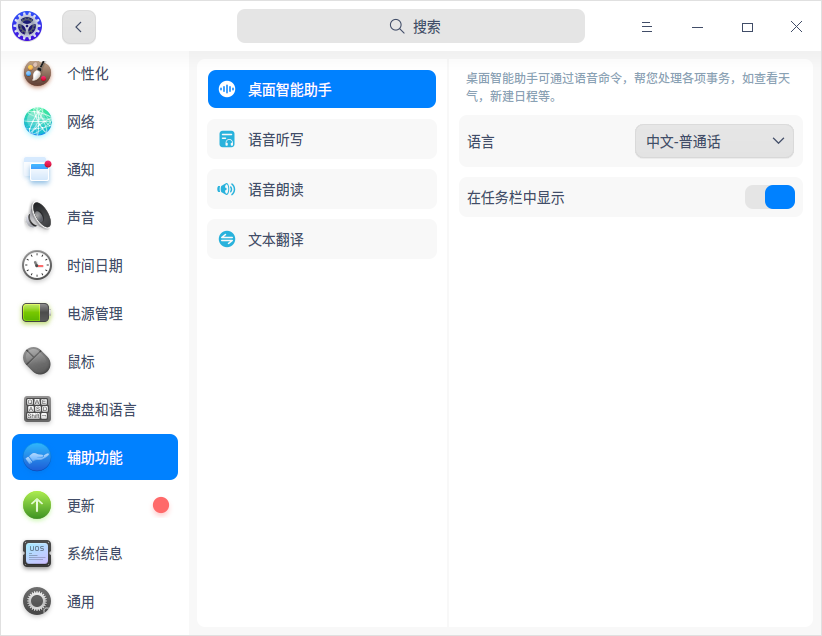 搜索
个性化
网络
通知
声音
时间日期
电源管理
鼠标
键盘和语言
辅助功能
更新
系统信息
通用
桌面智能助手
语音听写
语音朗读
文本翻译
桌面智能助手可通过语音命令，帮您处理各项事务，如查看天
气，新建日程等。
语言
中文-普通话
在任务栏中显示
UOS